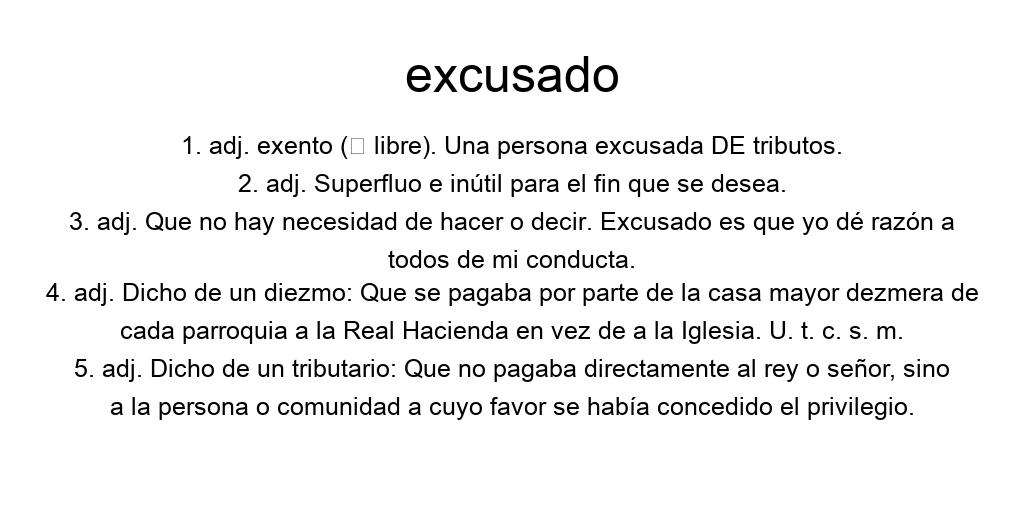 excusado
1. adj. exento (□ libre). Una persona excusada DE tributos.
2. adj. Superfluo e inútil para el fin que se desea.
3. adj. Que no hay necesidad de hacer o decir. Excusado es que yo dé razón a
todos de mi conducta.
4. adj. Dicho de un diezmo: Que se pagaba por parte de la casa mayor dezmera de
cada parroquia a la Real Hacienda en vez de a la Iglesia. U. t. c. s. m.
5. adj. Dicho de un tributario: Que no pagaba directamente al rey o señor, sino
a la persona o comunidad a cuyo favor se había concedido el privilegio.